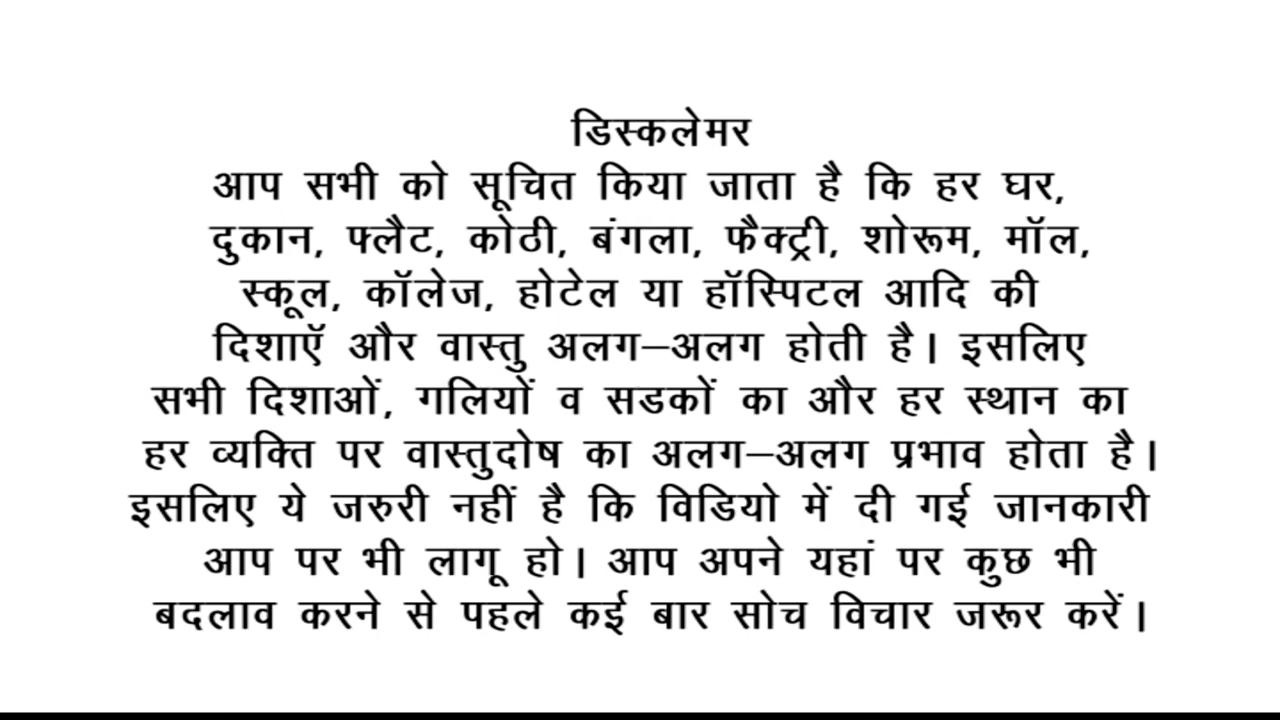 डिस्कलेमर
आप सभी को सूचित किया जाता है कि हर घर,
दुकान, फ्लैट, कोठी, बंगला, फैक्ट्री, शोरूम, मॉल,
स्कूल, कॉलेज, होटेल या हॉस्पिटल आदि की
दिशाएॅ और वास्तु अलग–अलग होती है। इसलिए
सभी दिशाओं, गलियों व सडकों का और हर स्थान का
हर व्यक्ति पर वास्तुदोष का अलग–अलग प्रभाव होता है।
इसलिए ये जरुरी नहीं है कि विडियो में दी गई जानकारी
आप पर भी लागू हो। आप अपने यहां पर कुछ भी
बदलाव करने से पहले कई बार सोच विचार जरूर करें।